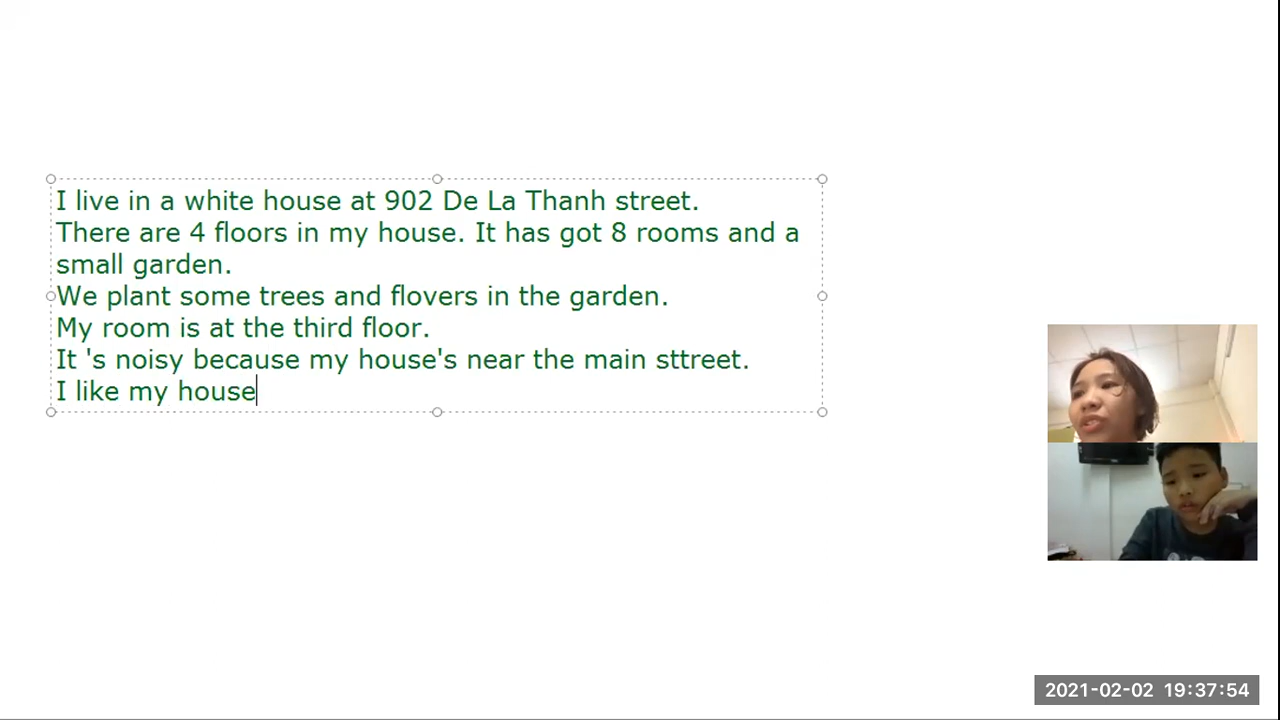 I live in a white house at 902 De La Thanh street.
There are 4 floors in my house. It has got 8 rooms and a
small garden.
We plant some trees and flovers in the garden.
My room is at the third floor.
It 's noisy because my house's near the main sttreet.
I like my house
2021-02-02 19:37:54